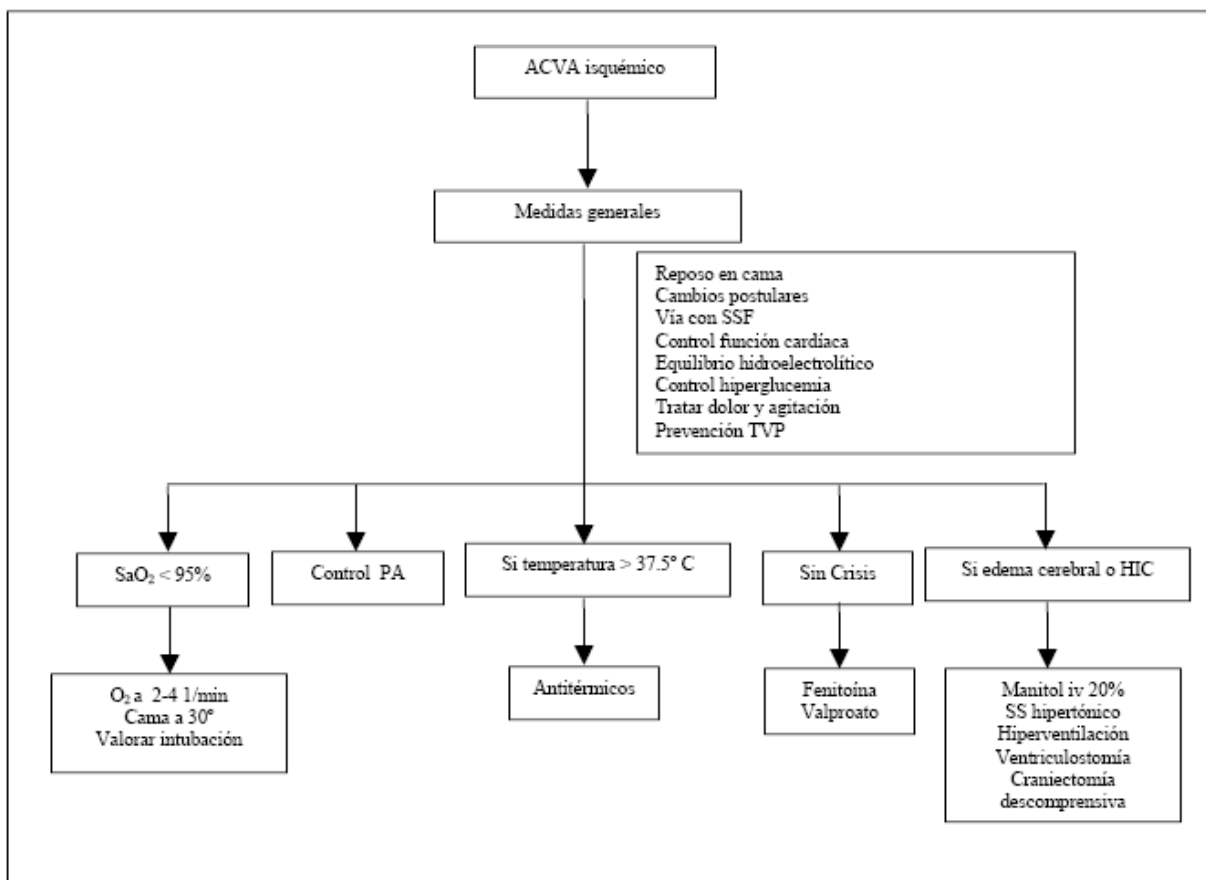 ACVA isquémico
Medidas generales
Reposo en cama
Cambios postulares
Vía con SSF
Control función cardíaca
Equilibrio hidroelectrolítico
Control hiperglucemia
Tratar dolor y agitación
Prevención TVP
SaO₂ < 95%
Control PA
Si temperatura > 37.5º C
Sin Crisis
Si edema cerebral o HIC
O₂ a 2-4 l/min
Cama a 30º
Valorar intubación
Antitérmicos
Fenitoína
Valproato
Manitol iv 20%
SS hipertónico
Hiperventilación
Ventriculostomía
Craniectomía
descomprensiva